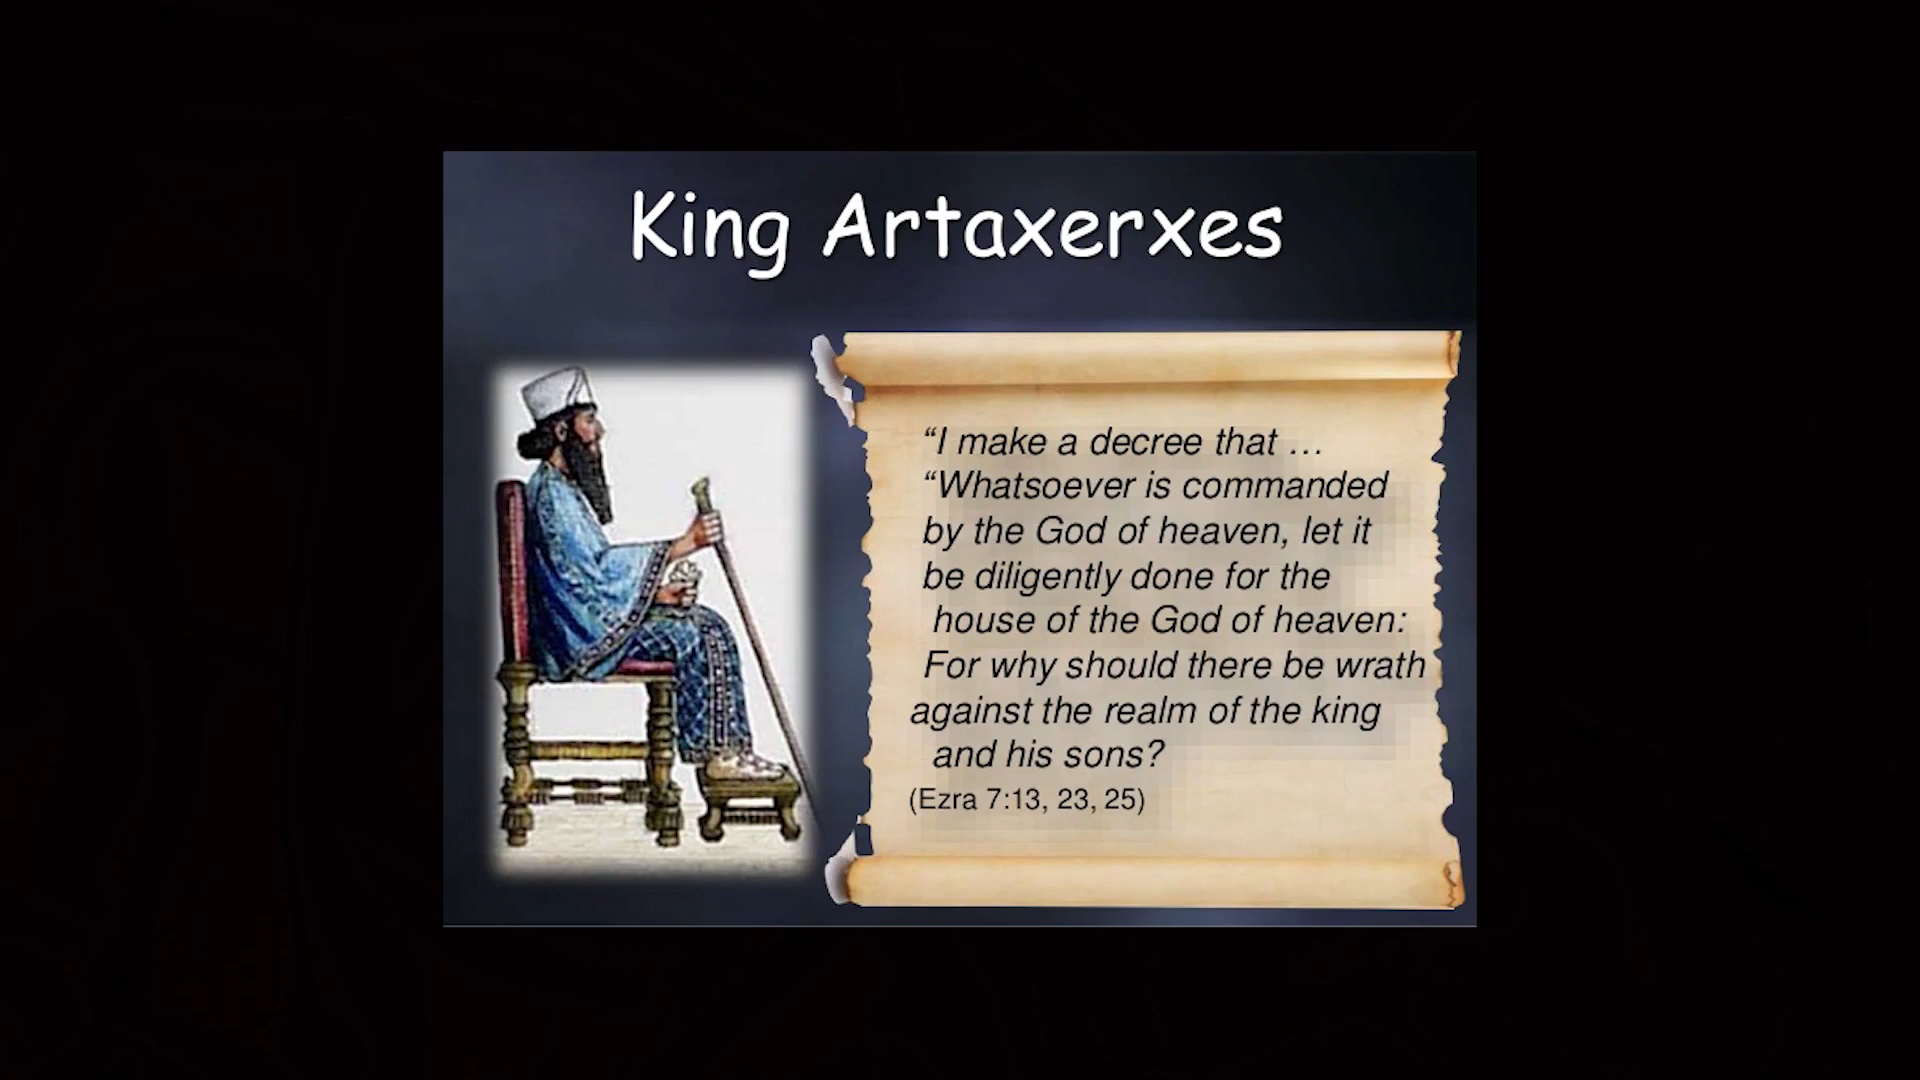 King Artaxerxes
“I make a decree that …
“Whatsoever is commanded
by the God of heaven, let it
be diligently done for the
house of the God of heaven:
For why should there be wrath
against the realm of the king
and his sons?
(Ezra 7:13, 23, 25)